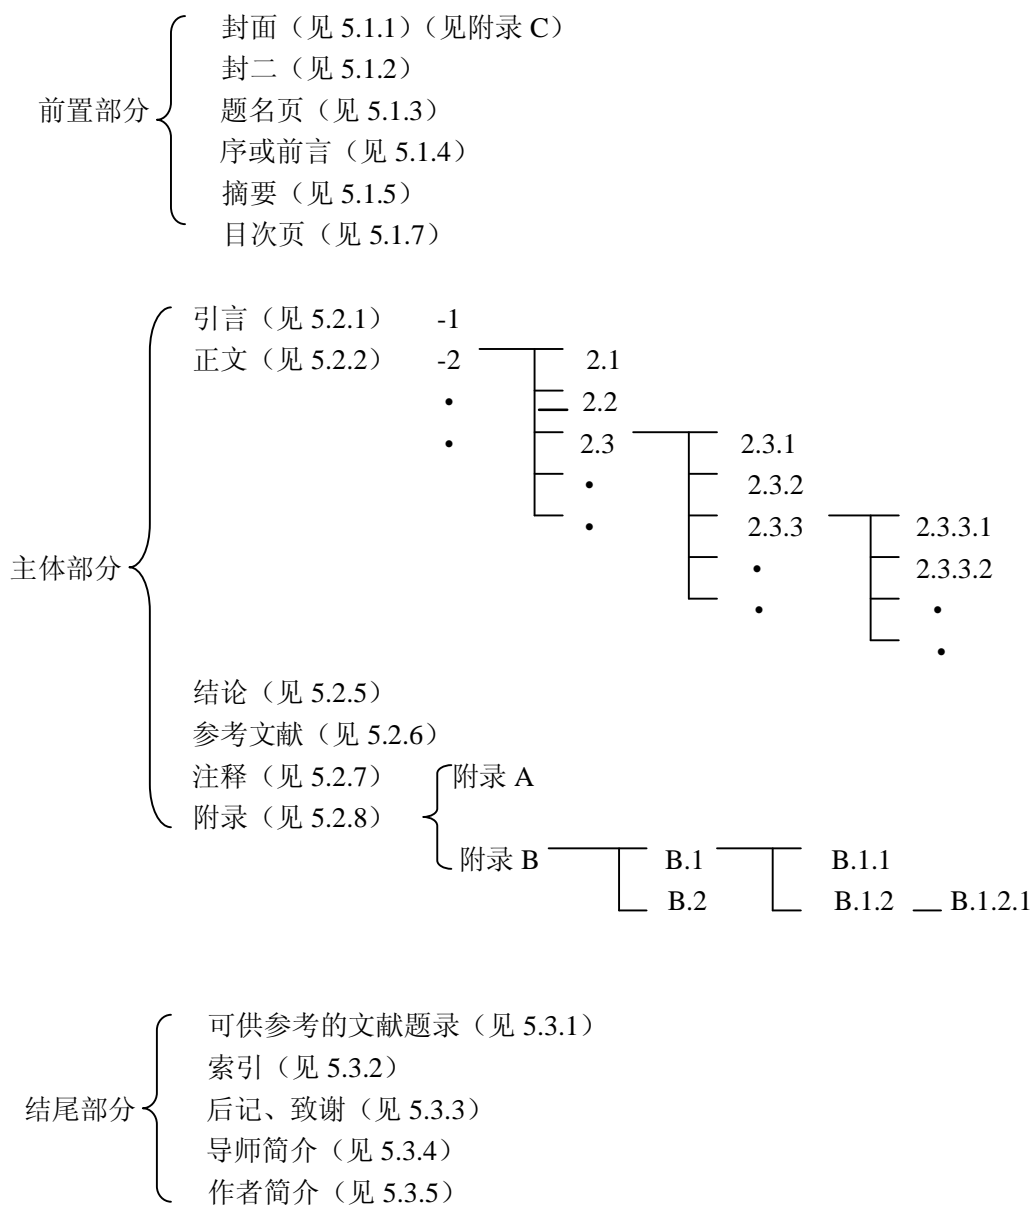 封面（见 5.1.1）（见附录 C）
封二（见 5.1.2）
前置部分 题名页（见 5.1.3）
序或前言（见 5.1.4）
摘要（见 5.1.5）
目次页（见 5.1.7）
引言（见 5.2.1） -1
正文（见 5.2.2） -2 2.1
• 2.2
• 2.3 2.3.1
• 2.3.2
• 2.3.3 2.3.3.1
主体部分 • 2.3.3.2
• •
•
结论（见 5.2.5）
参考文献（见 5.2.6）
注释（见 5.2.7） 附录 A
附录（见 5.2.8）
附录 B B.1 B.1.1
B.2 B.1.2 B.1.2.1
可供参考的文献题录（见 5.3.1）
索引（见 5.3.2）
结尾部分 后记、致谢（见 5.3.3）
导师简介（见 5.3.4）
作者简介（见 5.3.5）